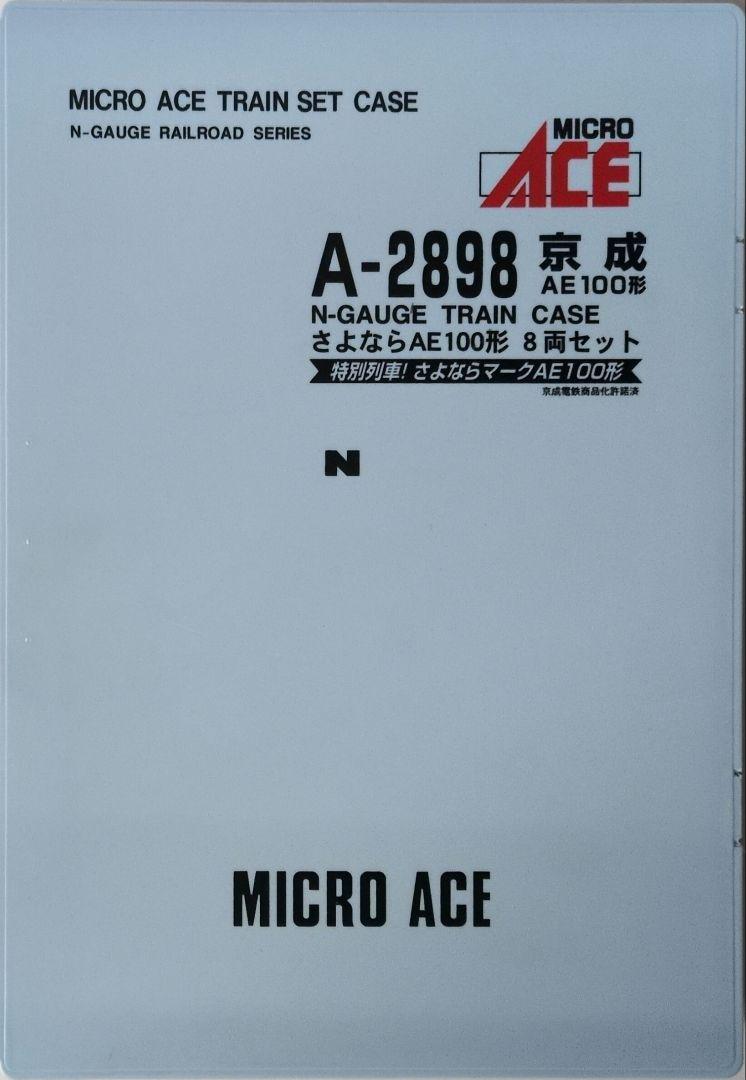 MICRO ACE TRAIN SET CASE
N-GAUGE RAILROAD SERIES
MICRO
ACE
A-2898 京成
AE100形
N-GAUGE TRAIN CASE
さよならAE100形 8両セット
特別列車! さよならマークAE100形
京成電鉄商品化許諾済
N
MICRO ACE